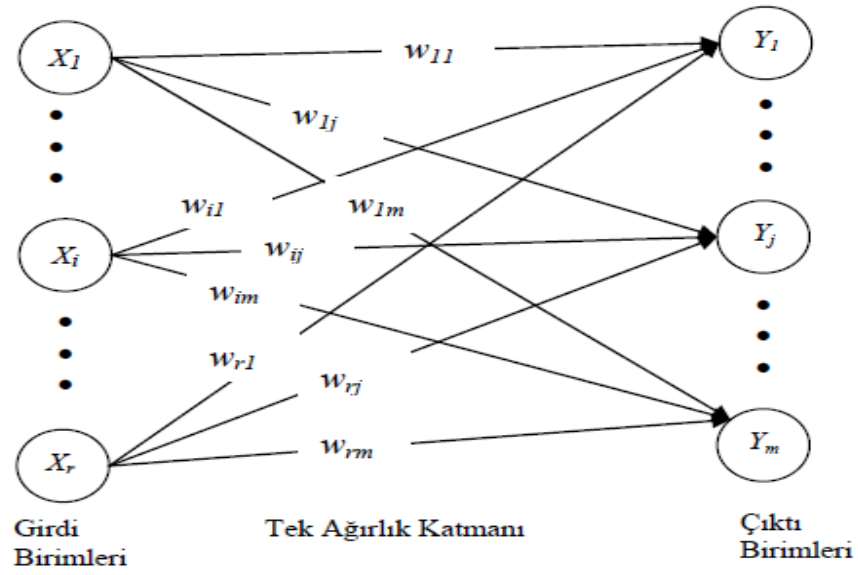 X1
w11
Y1
w1j
wi1
w1m
Xi
wij
Yj
wim
wr1
wrj
Xr
wrm
Ym
Girdi
Birimleri
Tek Ağırlık Katmanı
Çıktı
Birimleri